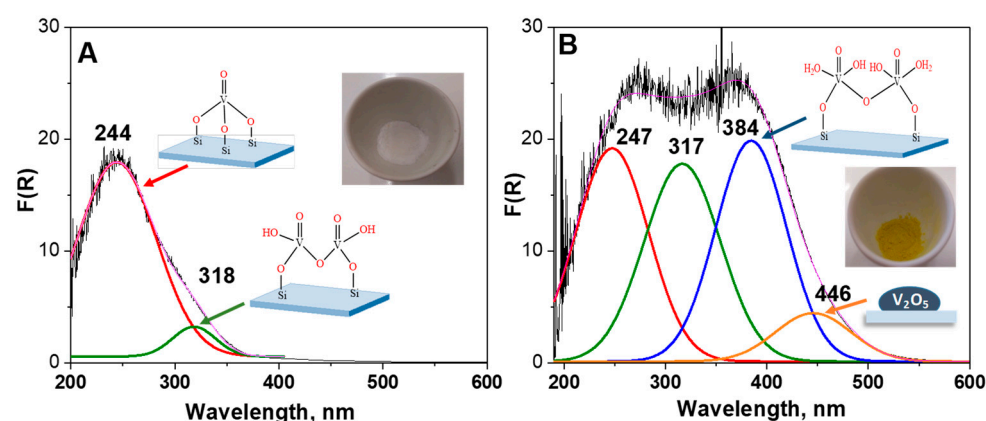 A
30
20
10
0
F(R)
200
300
400
500
600
Wavelength, nm
244
318
O
V
O
O
O
Si
Si
Si
O
O
HO
V
V
OH
O
O
O
Si
Si
B
30
20
10
0
F(R)
200
300
400
500
600
Wavelength, nm
247
317
384
446
O
O
H₂O
OH
HO
OH₂
V
V
O
O
O
Si
Si
V₂O₅